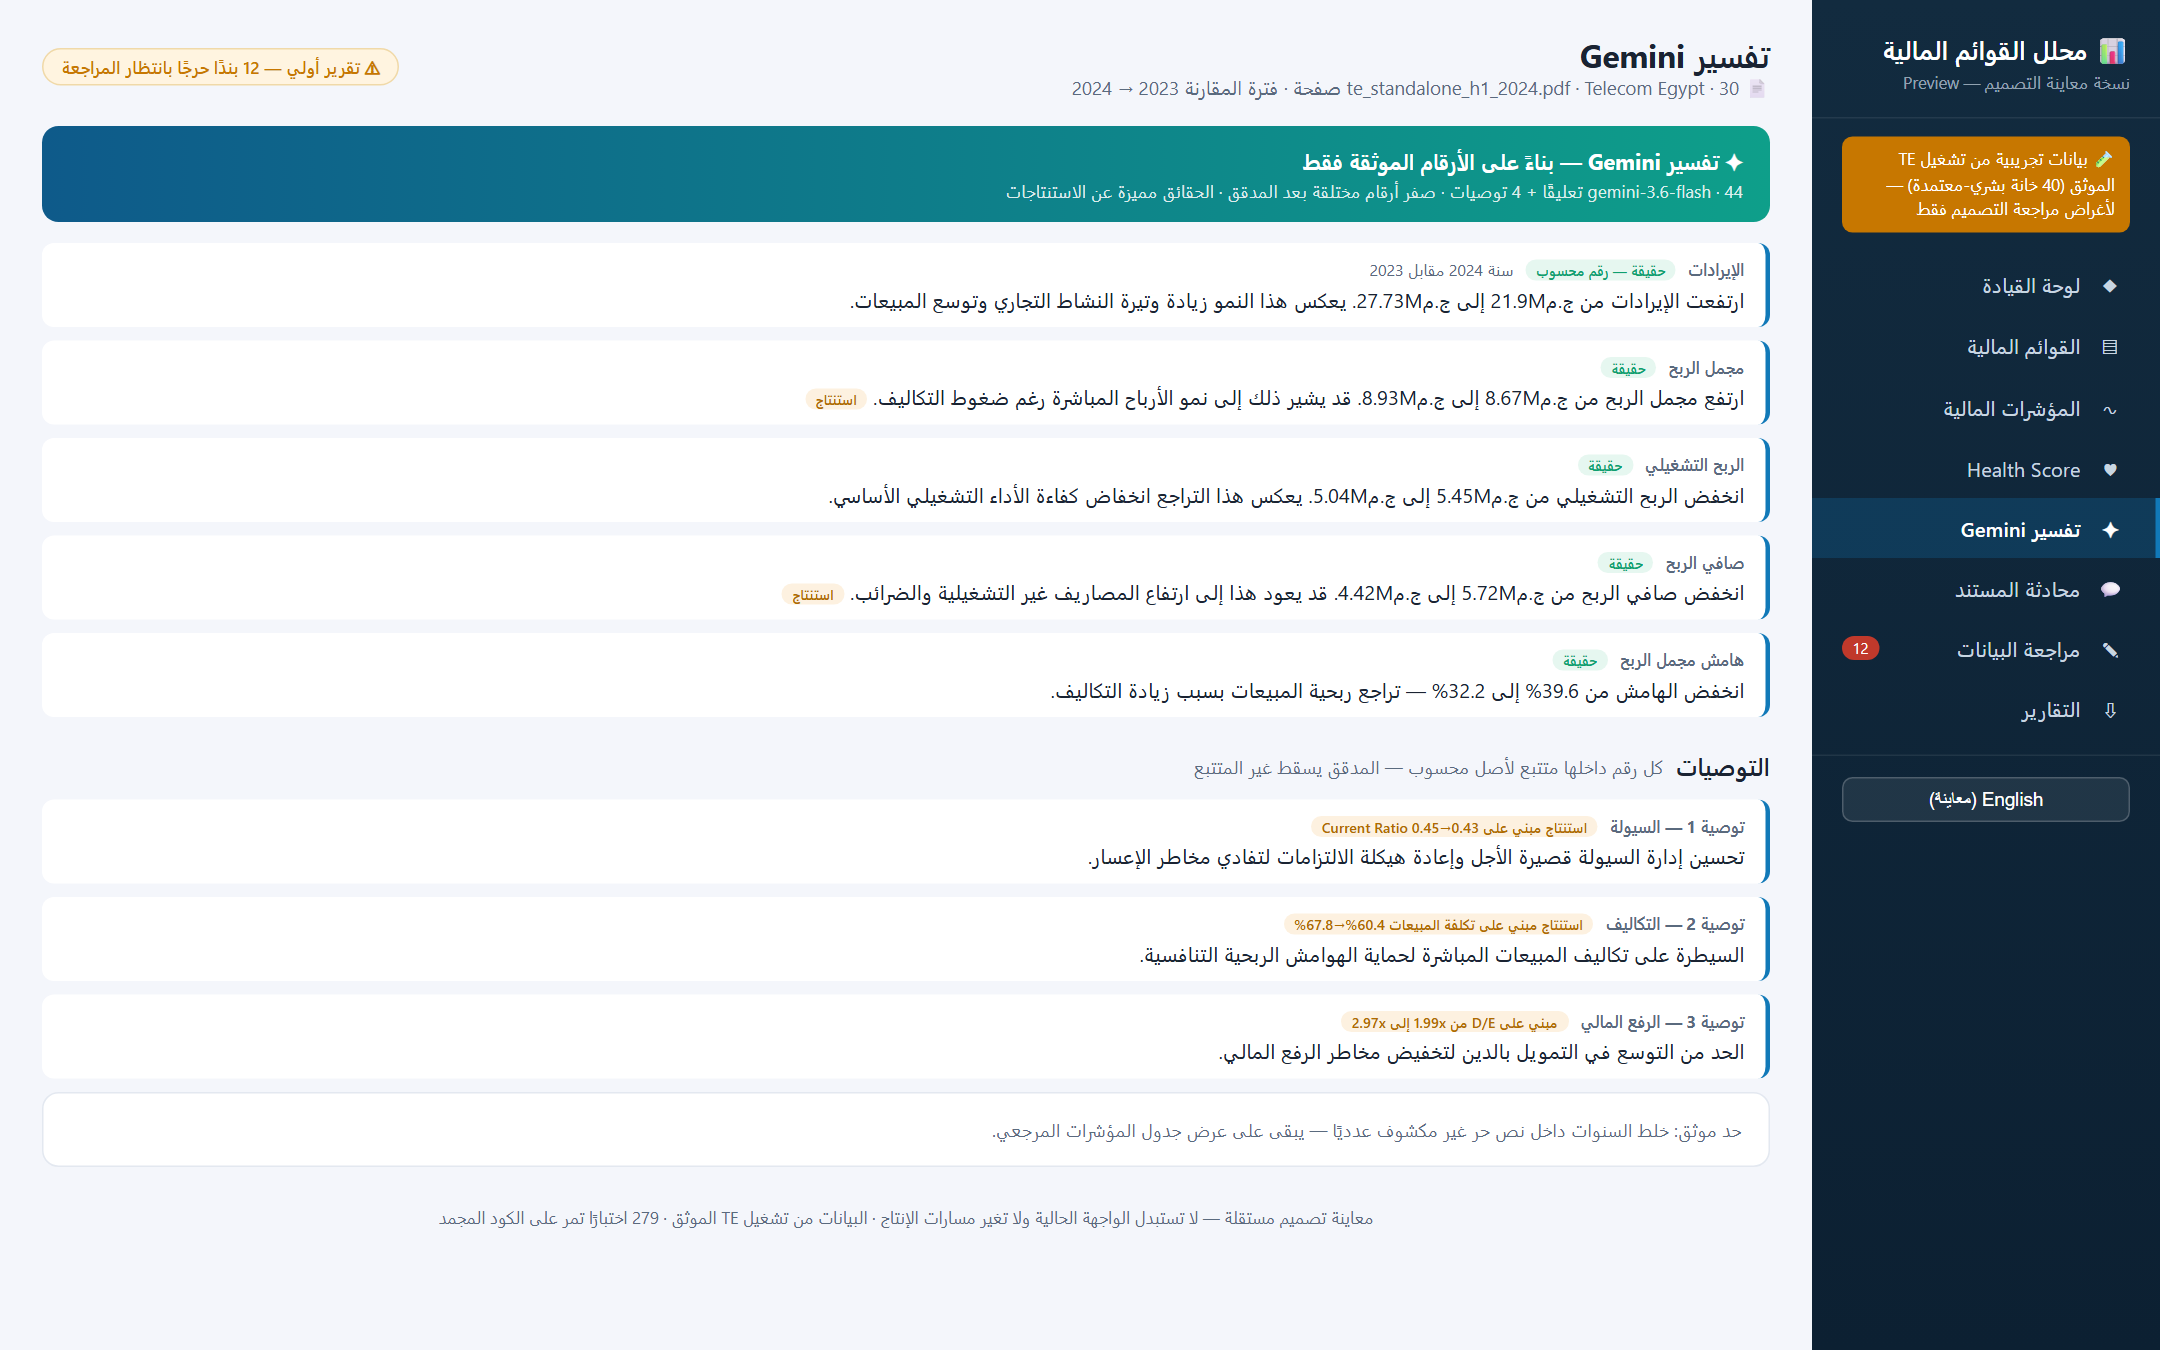 محلل القوائم المالية
نسخة معاينة التصميم — Preview
بيانات تجريبية من تشغيل TE
الموثق (40 خانة بشري-معتمدة) —
لأغراض مراجعة التصميم فقط
لوحة القيادة
القوائم المالية
المؤشرات المالية
Health Score
تفسير Gemini
محادثة المستند
مراجعة البيانات 12
التقارير
English (معاينة)
تفسير Gemini
te_standalone_h1_2024.pdf · Telecom Egypt · 30 صفحة · فترة المقارنة 2023 → 2024
⚠ تقرير أولي — 12 بندًا حرجًا بانتظار المراجعة
✦ تفسير Gemini — بناءً على الأرقام الموثقة فقط
gemini-3.6-flash · 44 تعليقًا + 4 توصيات · صفر أرقام مختلقة بعد المدقق · الحقائق مميزة عن الاستنتاجات
الإيرادات حقيقة — رقم محسوب سنة 2024 مقابل 2023
ارتفعت الإيرادات من ج.م21.9M إلى ج.م27.73M. يعكس هذا النمو زيادة وتيرة النشاط التجاري وتوسع المبيعات.
مجمل الربح حقيقة
ارتفع مجمل الربح من ج.م8.67M إلى ج.م8.93M. قد يشير ذلك إلى نمو الأرباح المباشرة رغم ضغوط التكاليف. استنتاج
الربح التشغيلي حقيقة
انخفض الربح التشغيلي من ج.م5.45M إلى ج.م5.04M. يعكس هذا التراجع انخفاض كفاءة الأداء التشغيلي الأساسي.
صافي الربح حقيقة
انخفض صافي الربح من ج.م5.72M إلى ج.م4.42M. قد يعود هذا إلى ارتفاع المصاريف غير التشغيلية والضرائب. استنتاج
هامش مجمل الربح حقيقة
انخفض الهامش من 39.6% إلى 32.2% — تراجع ربحية المبيعات بسبب زيادة التكاليف.
التوصيات كل رقم داخلها متتبع لأصل محسوب — المدقق يسقط غير المتتبع
توصية 1 — السيولة استنتاج مبني على Current Ratio 0.45→0.43
تحسين إدارة السيولة قصيرة الأجل وإعادة هيكلة الالتزامات لتفادي مخاطر الإعسار.
توصية 2 — التكاليف استنتاج مبني على تكلفة المبيعات 60.4%→67.8%
السيطرة على تكاليف المبيعات المباشرة لحماية الهوامش الربحية التنافسية.
توصية 3 — الرفع المالي مبني على D/E من 1.99x إلى 2.97x
الحد من التوسع في التمويل بالدين لتخفيض مخاطر الرفع المالي.
حد موثق: خلط السنوات داخل نص حر غير مكشوف عدديًا — يبقى على عرض جدول المؤشرات المرجعي.
معاينة تصميم مستقلة — لا تستبدل الواجهة الحالية ولا تغير مسارات الإنتاج · البيانات من تشغيل TE الموثق · 279 اختبارًا تمر على الكود المجمد